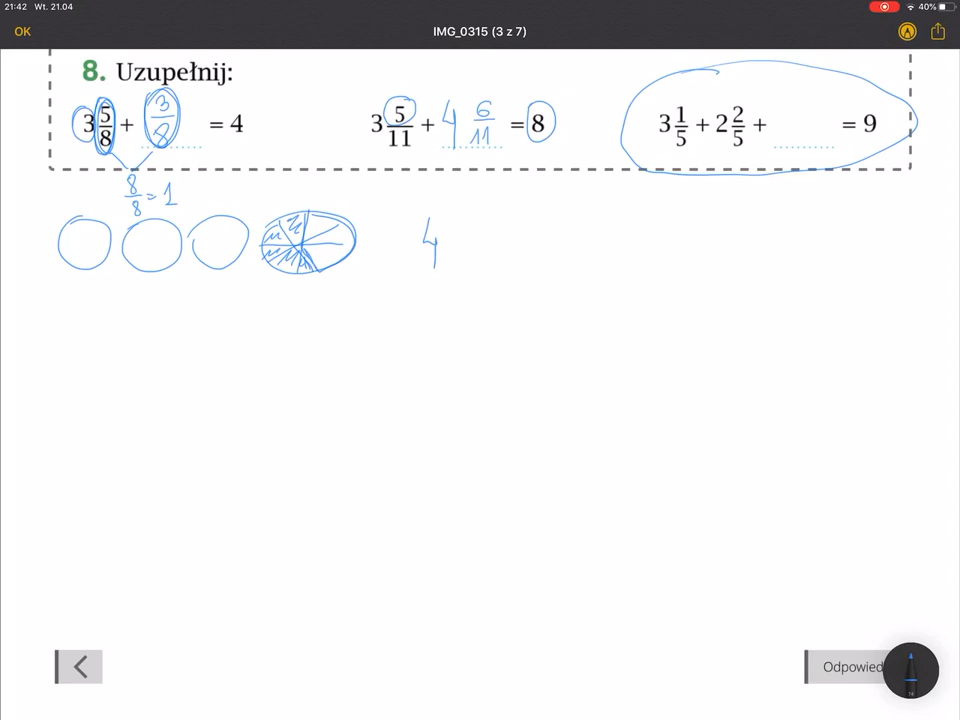 21:42 Wt. 21.04
40%
OK
IMG_0315 (3 z 7)
8. Uzupełnij:
3 5/8 + 3/8 = 4
3 5/11 + 4 6/11 = 8
3 1/5 + 2 2/5 + ......... = 9
8/8 = 1
4
Odpowied